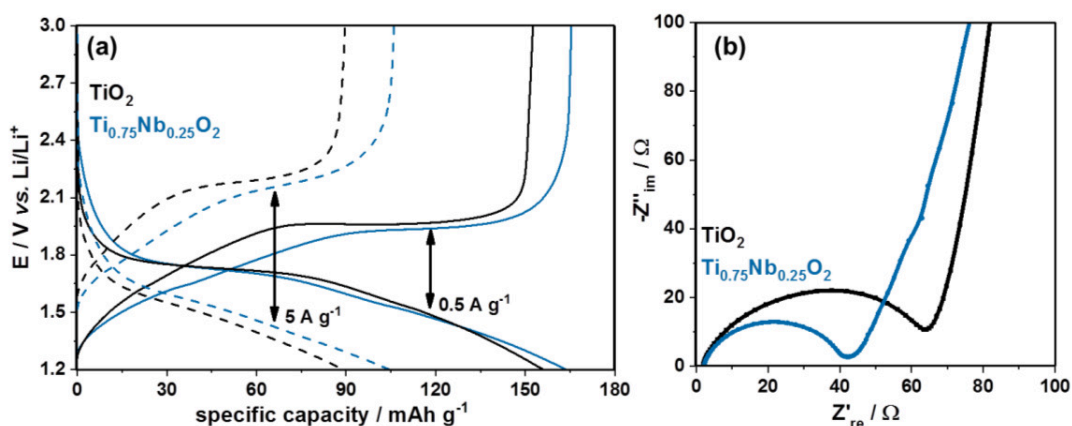 (a)
TiO₂
Ti₀.₇₅Nb₀.₂₅O₂
3.0
2.7
2.4
2.1
1.8
1.5
1.2
E / V vs. Li/Li⁺
5 A g⁻¹
0.5 A g⁻¹
0 30 60 90 120 150 180
specific capacity / mAh g⁻¹
(b)
TiO₂
Ti₀.₇₅Nb₀.₂₅O₂
100
80
60
40
20
0
-Z''ᵢₘ / Ω
0 20 40 60 80 100
Z'ᵣₑ / Ω